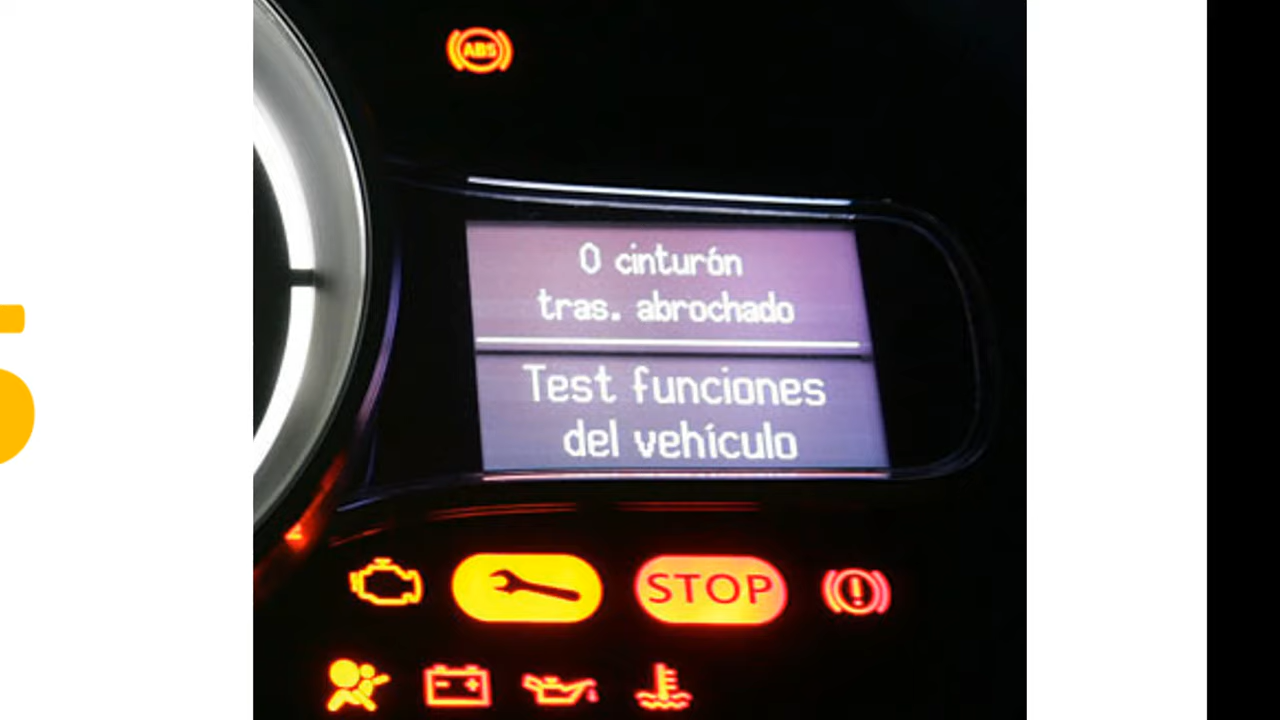 ABS
0 cinturón
tras. abrochado
Test funciones
del vehículo
STOP